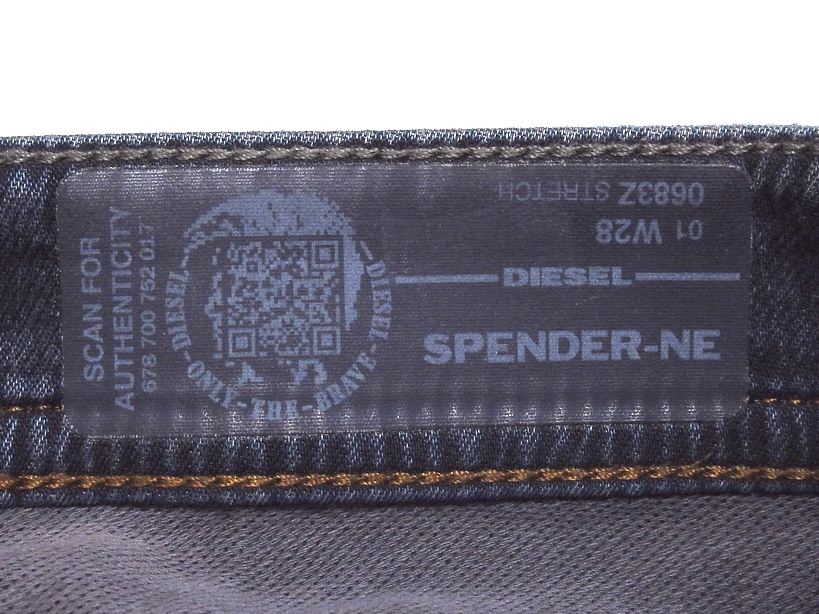 SCAN FOR
AUTHENTICITY
678 700 752 017
DIESEL
DIESEL
ONLY-THE-BRAVE
0683Z STRETCH
01 W28
DIESEL
SPENDER-NE